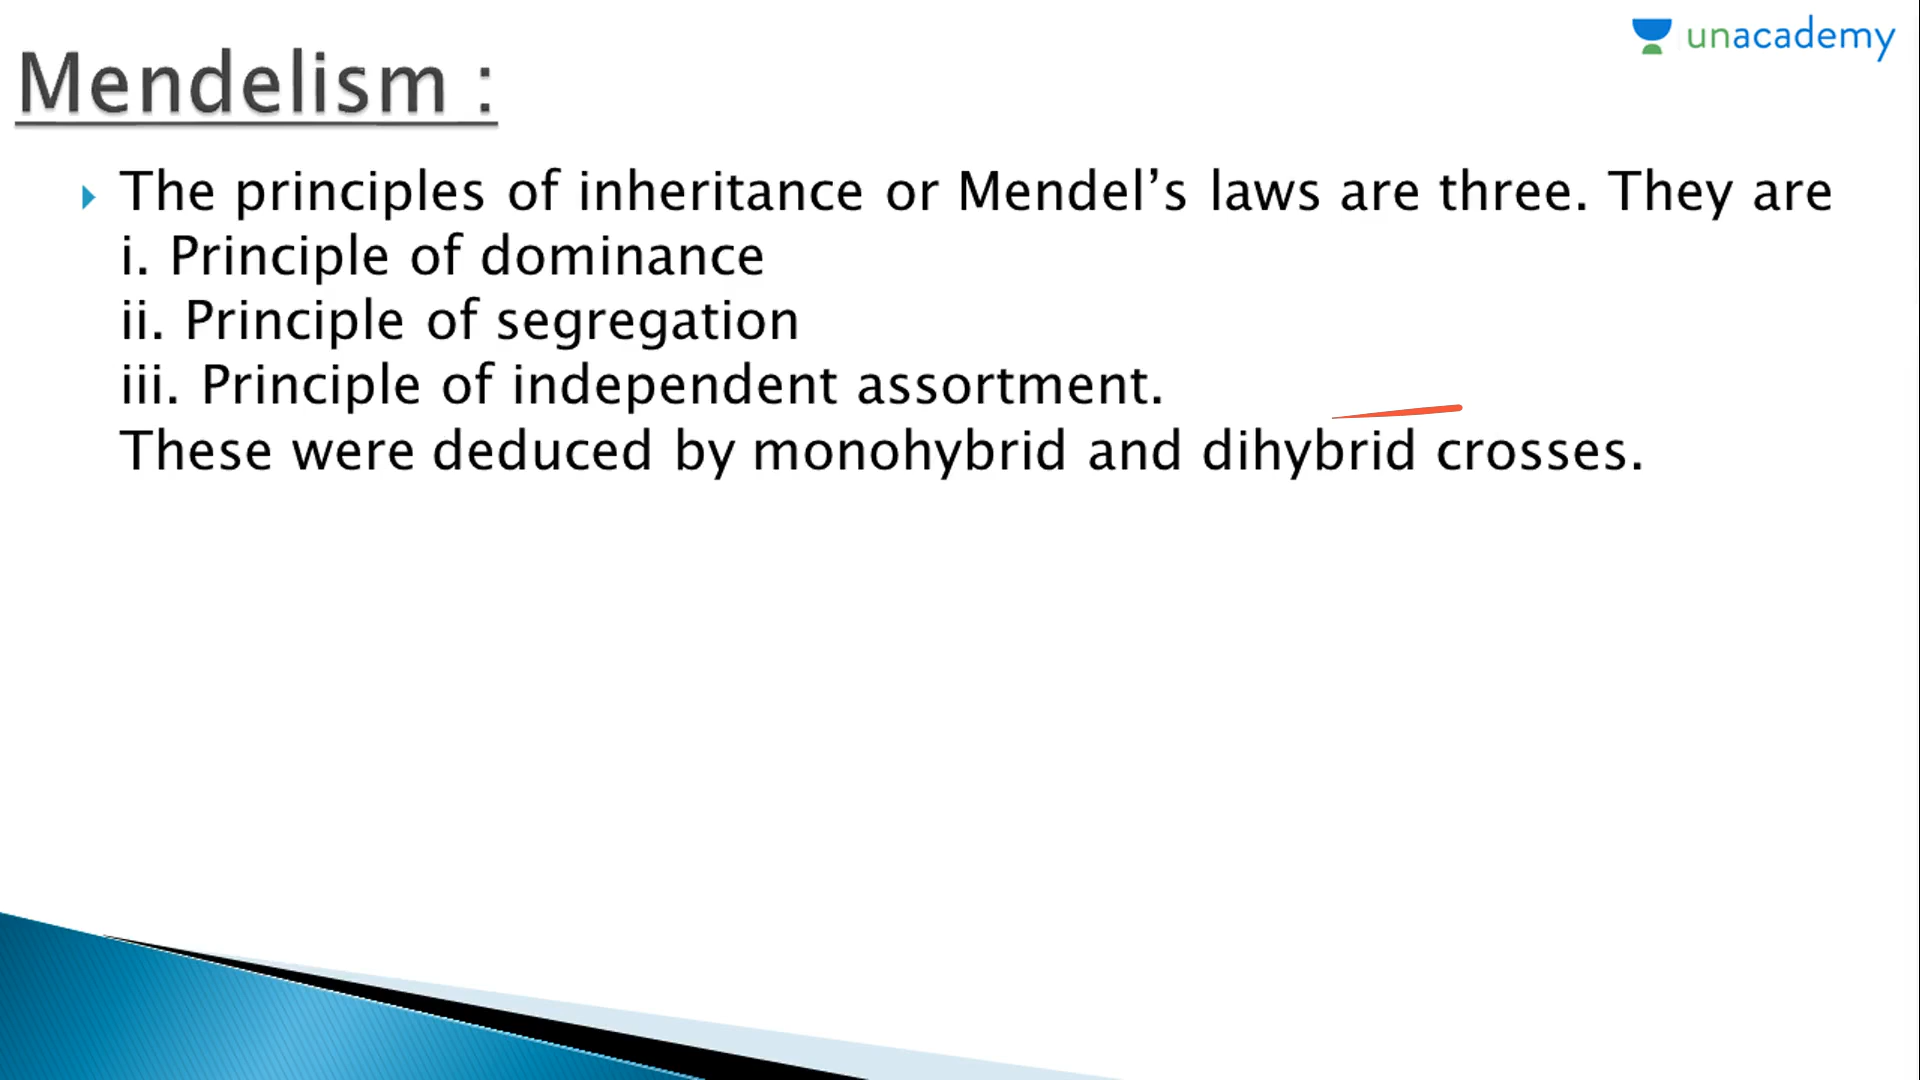 unacademy
Mendelism :
The principles of inheritance or Mendel’s laws are three. They are
i. Principle of dominance
ii. Principle of segregation
iii. Principle of independent assortment.
These were deduced by monohybrid and dihybrid crosses.